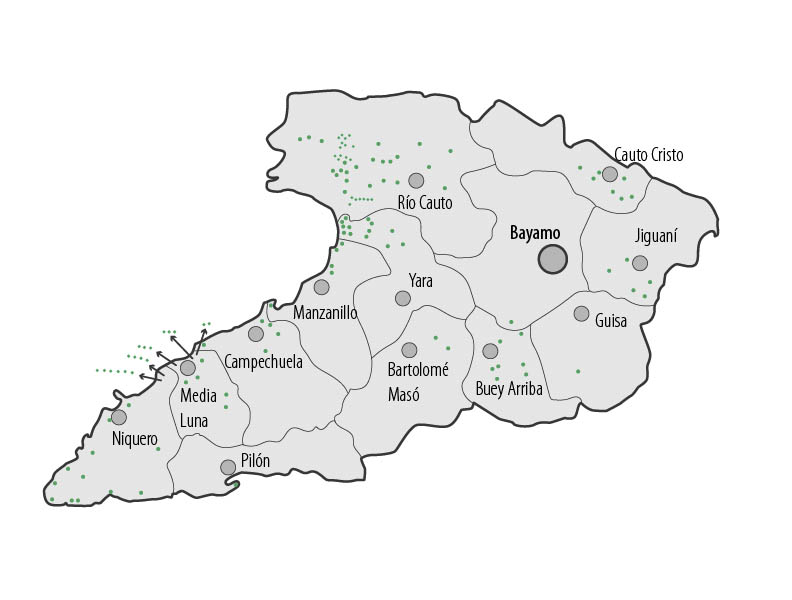 Cauto Cristo
Río Cauto
Bayamo
Jiguaní
Yara
Manzanillo
Guisa
Campechuela
Bartolomé
Masó
Buey Arriba
Media
Luna
Niquero
Pilón